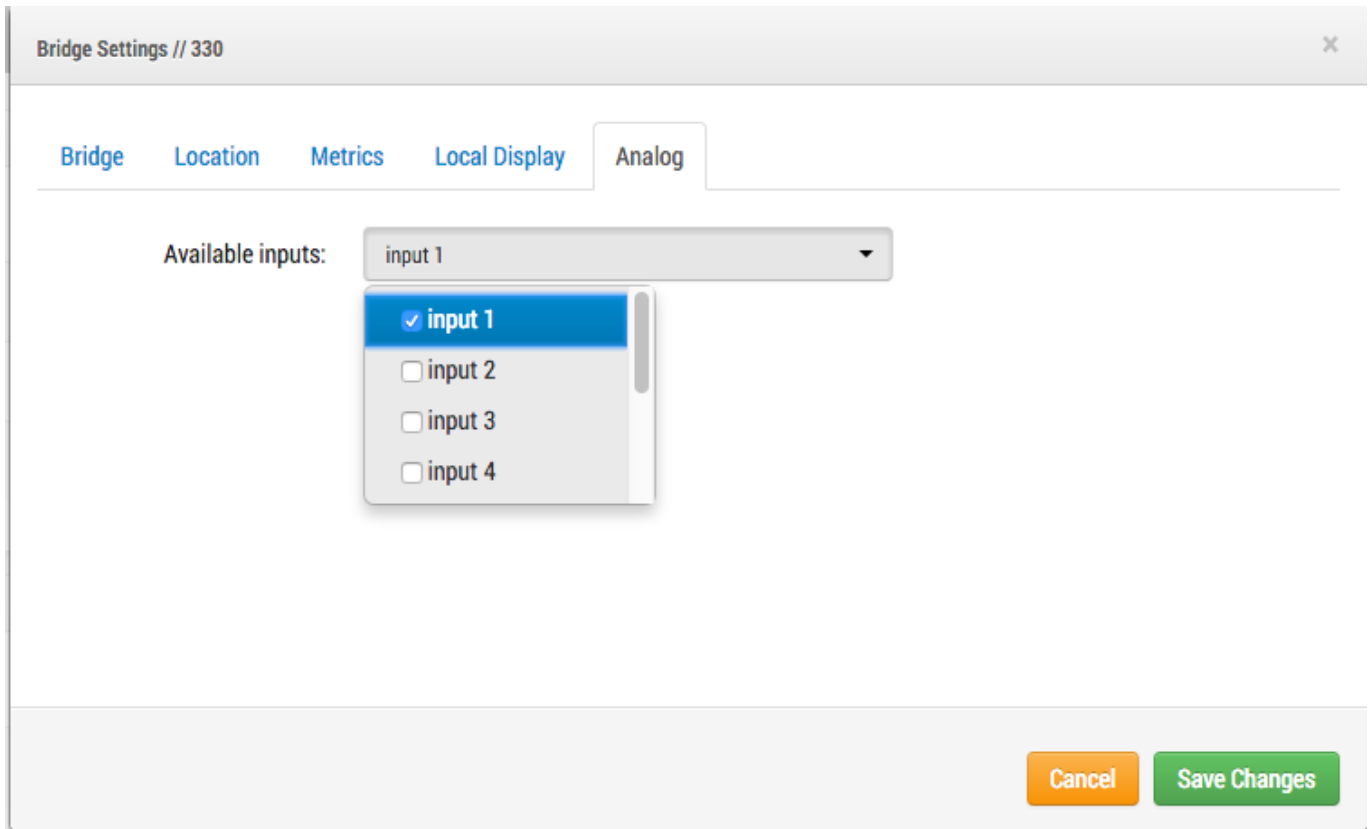 Bridge Settings // 330 ×
Bridge Location Metrics Local Display Analog
Available inputs: input 1
input 1
input 2
input 3
input 4
Cancel Save Changes